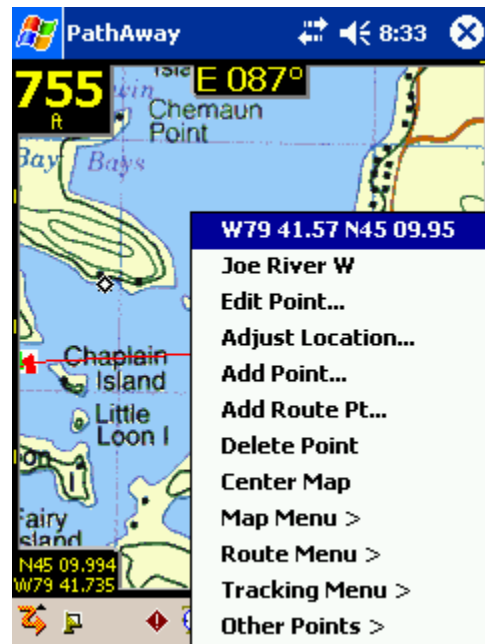 PathAway 8:33
755
ft
E 087°
win
Chemaun
Point
Bay
Bays
W79 41.57 N45 09.95
Joe River W
Edit Point...
Adjust Location...
Add Point...
Add Route Pt...
Delete Point
Center Map
Map Menu >
Route Menu >
Tracking Menu >
Other Points >
Chaplain
Island
Little
Loon I
on
I
Fairy
Island
N45 09.994
W79 41.735